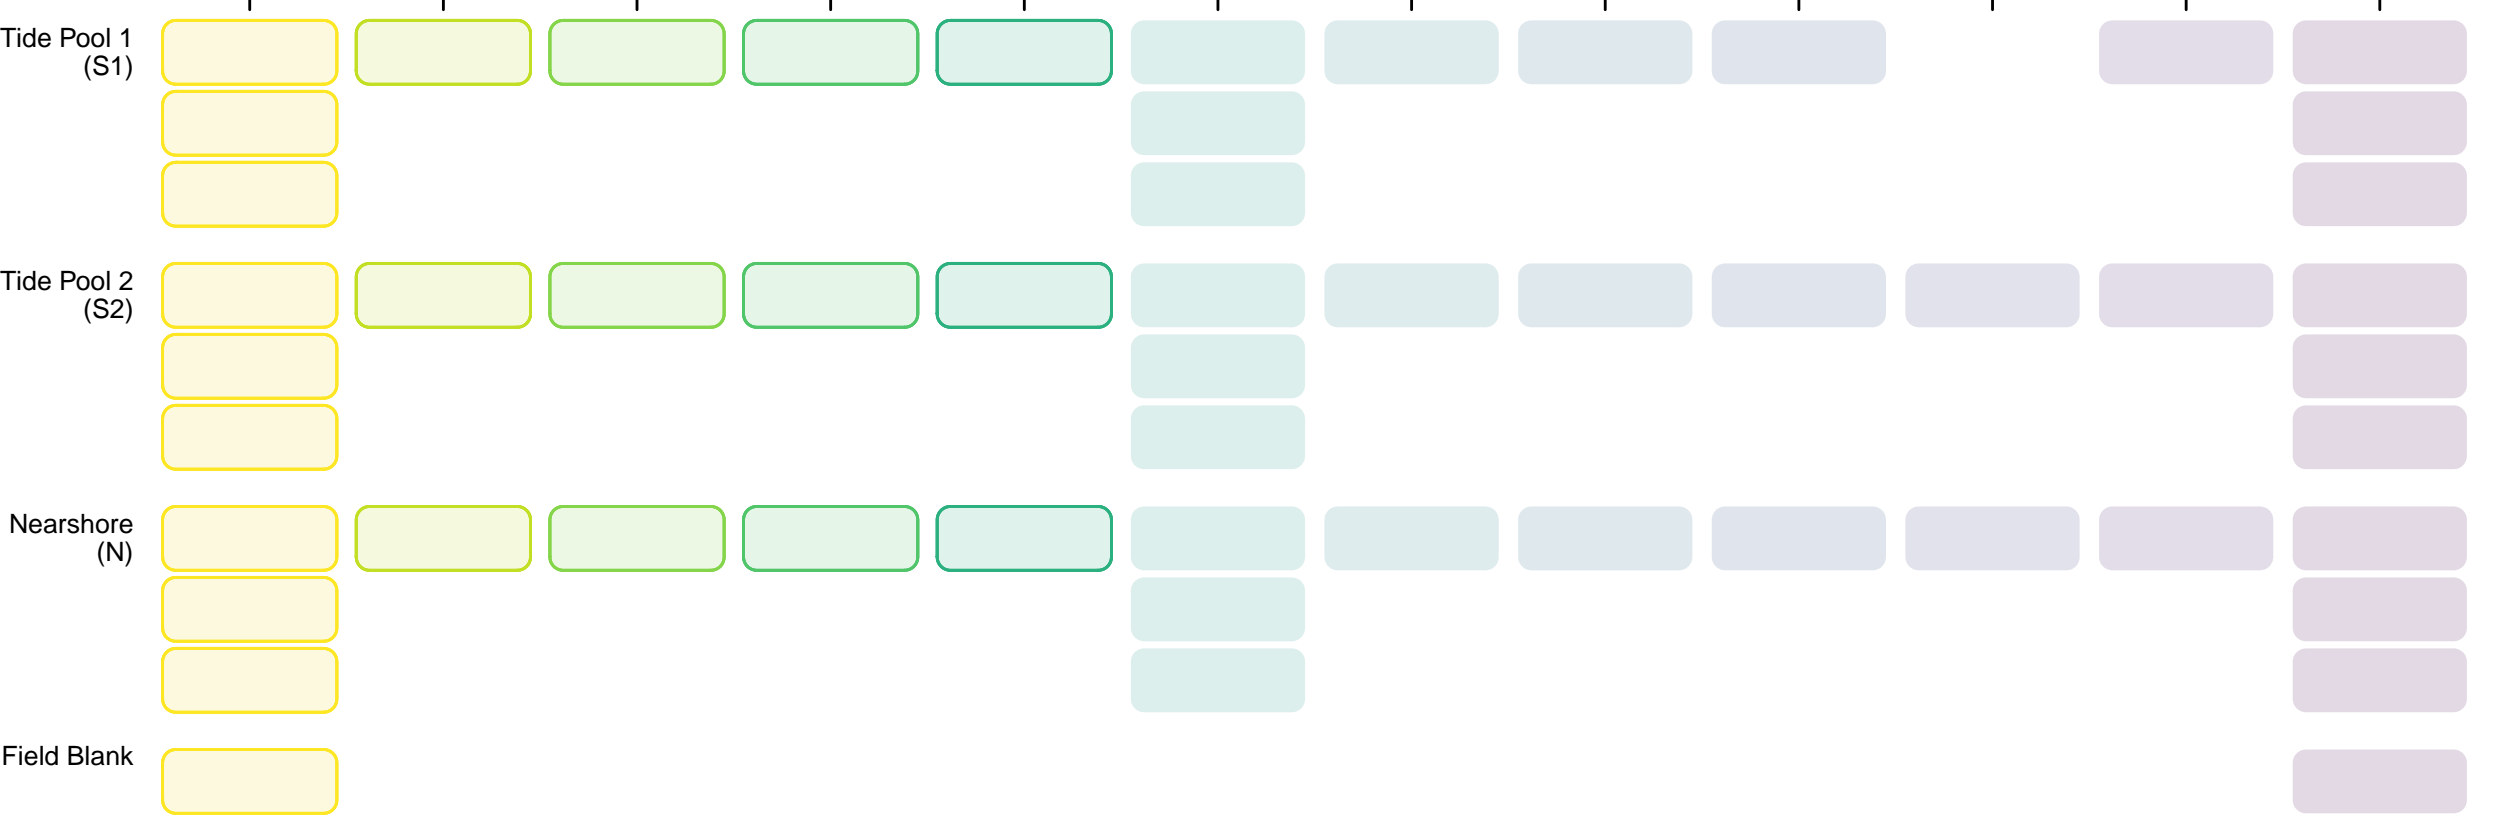 Tide Pool 1
(S1)
Tide Pool 2
(S2)
Nearshore
(N)
Field Blank